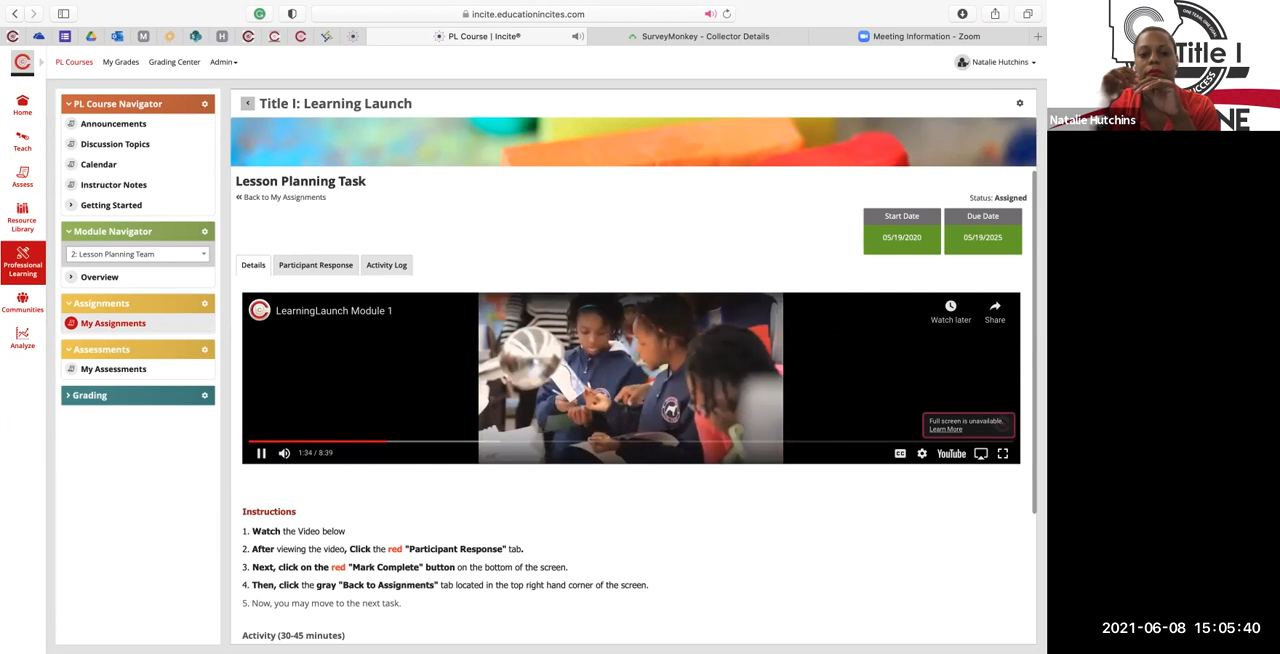 incite.educationincites.com
PL Course | Incite®
SurveyMonkey - Collector Details
Meeting Information - Zoom
PL Courses
My Grades
Grading Center
Admin
Natalie Hutchins
Home
Teach
Assess
Resource
Library
Professional
Learning
Communities
Analyze
PL Course Navigator
Announcements
Discussion Topics
Calendar
Instructor Notes
Getting Started
Module Navigator
2: Lesson Planning Team
Overview
Assignments
My Assignments
Assessments
My Assessments
Grading
Title I: Learning Launch
Lesson Planning Task
Back to My Assignments
Status: Assigned
Start Date
Due Date
05/19/2020
05/19/2025
Details
Participant Response
Activity Log
LearningLaunch Module 1
Watch later
Share
Full screen is unavailable.
Learn More
1:34 / 8:39
CC
YouTube
Instructions
1. Watch the Video below
2. After viewing the video, Click the red "Participant Response" tab.
3. Next, click on the red "Mark Complete" button on the bottom of the screen.
4. Then, click the gray "Back to Assignments" tab located in the top right hand corner of the screen.
5. Now, you may move to the next task.
Activity (30-45 minutes)
Title I
Natalie Hutchins
2021-06-08 15:05:40